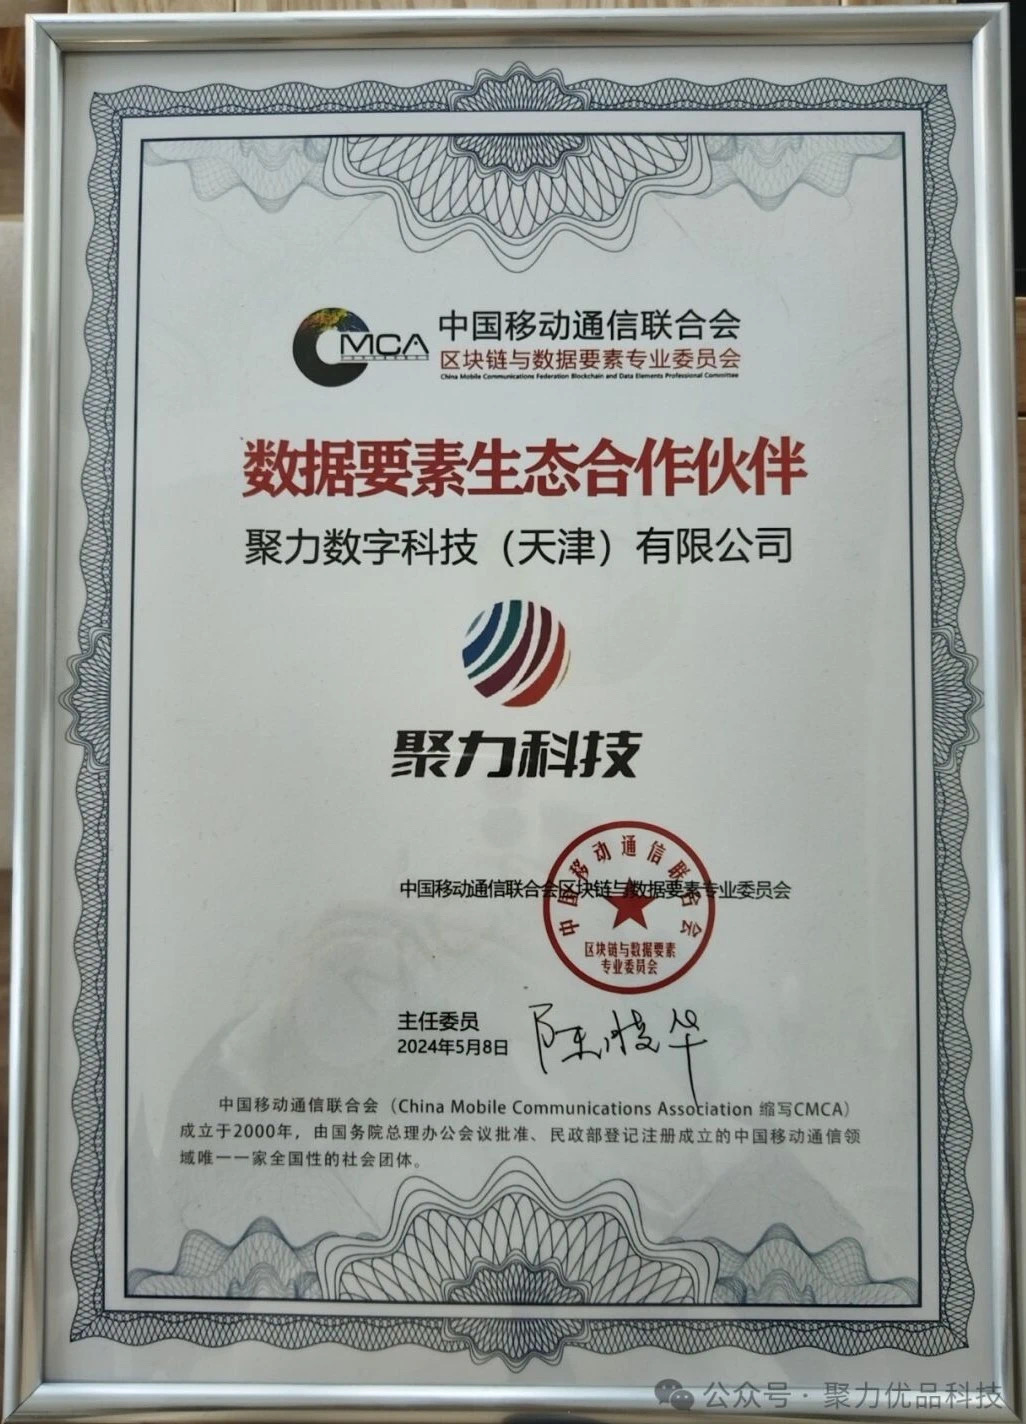 CMCA
中国移动通信联合会
区块链与数据要素专业委员会
China Mobile Communications Federation Blockchain and Data Elements Professional Committee
数据要素生态合作伙伴
聚力数字科技（天津）有限公司
聚力科技
中国移动通信联合会区块链与数据要素专业委员会
中国移动通信联合会
区块链与数据要素
专业委员会
主任委员
2024年5月8日
中国移动通信联合会（China Mobile Communications Association 缩写CMCA）
成立于2000年，由国务院总理办公会议批准、民政部登记注册成立的中国移动通信领
域唯一一家全国性的社会团体。
公众号·聚力优品科技